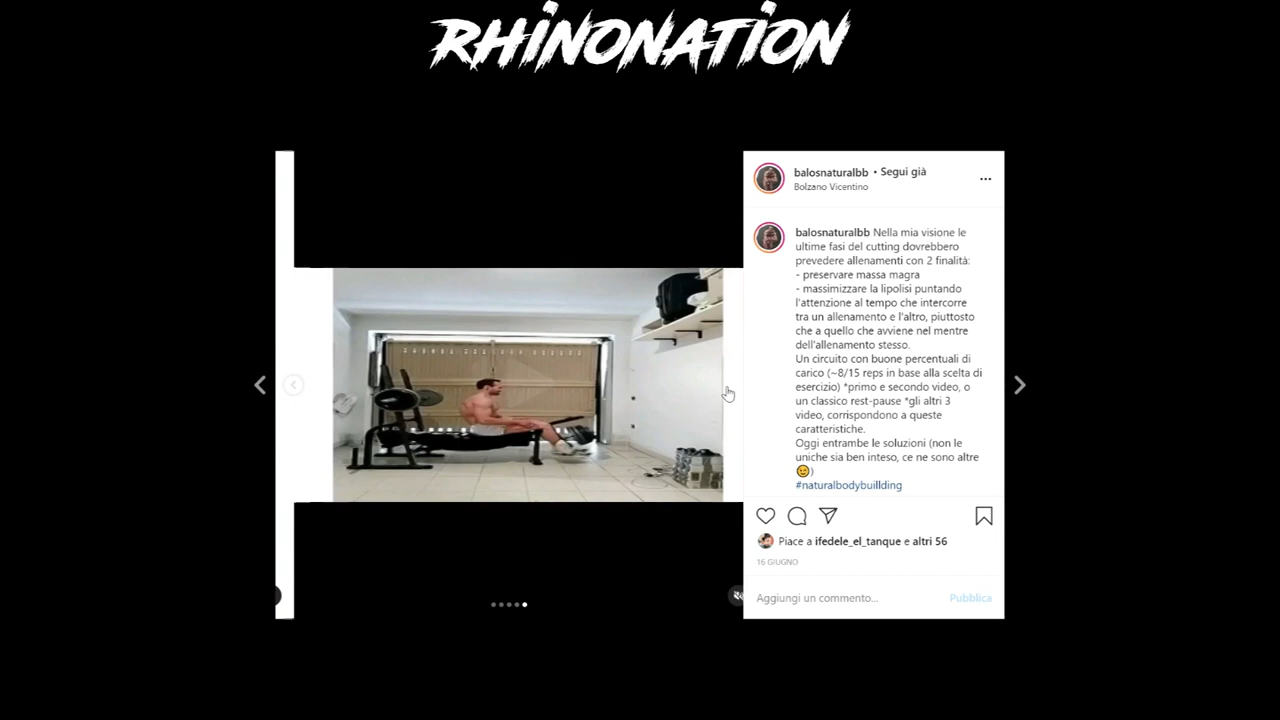 RHINONATION
balosnaturalbb • Segui già
Bolzano Vicentino
balosnaturalbb Nella mia visione le
ultime fasi del cutting dovrebbero
prevedere allenamenti con 2 finalità:
- preservare massa magra
- massimizzare la lipolisi puntando
l'attenzione al tempo che intercorre
tra un allenamento e l'altro, piuttosto
che a quello che avviene nel mentre
dell'allenamento stesso.
Un circuito con buone percentuali di
carico (~8/15 reps in base alla scelta di
esercizio) *primo e secondo video, o
un classico rest-pause *gli altri 3
video, corrispondono a queste
caratteristiche.
Oggi entrambe le soluzioni (non le
uniche sia ben inteso, ce ne sono altre
😉)
#naturalbodybuillding
Piace a ifedele_el_tanque e altri 56
16 GIUGNO
Aggiungi un commento... Pubblica